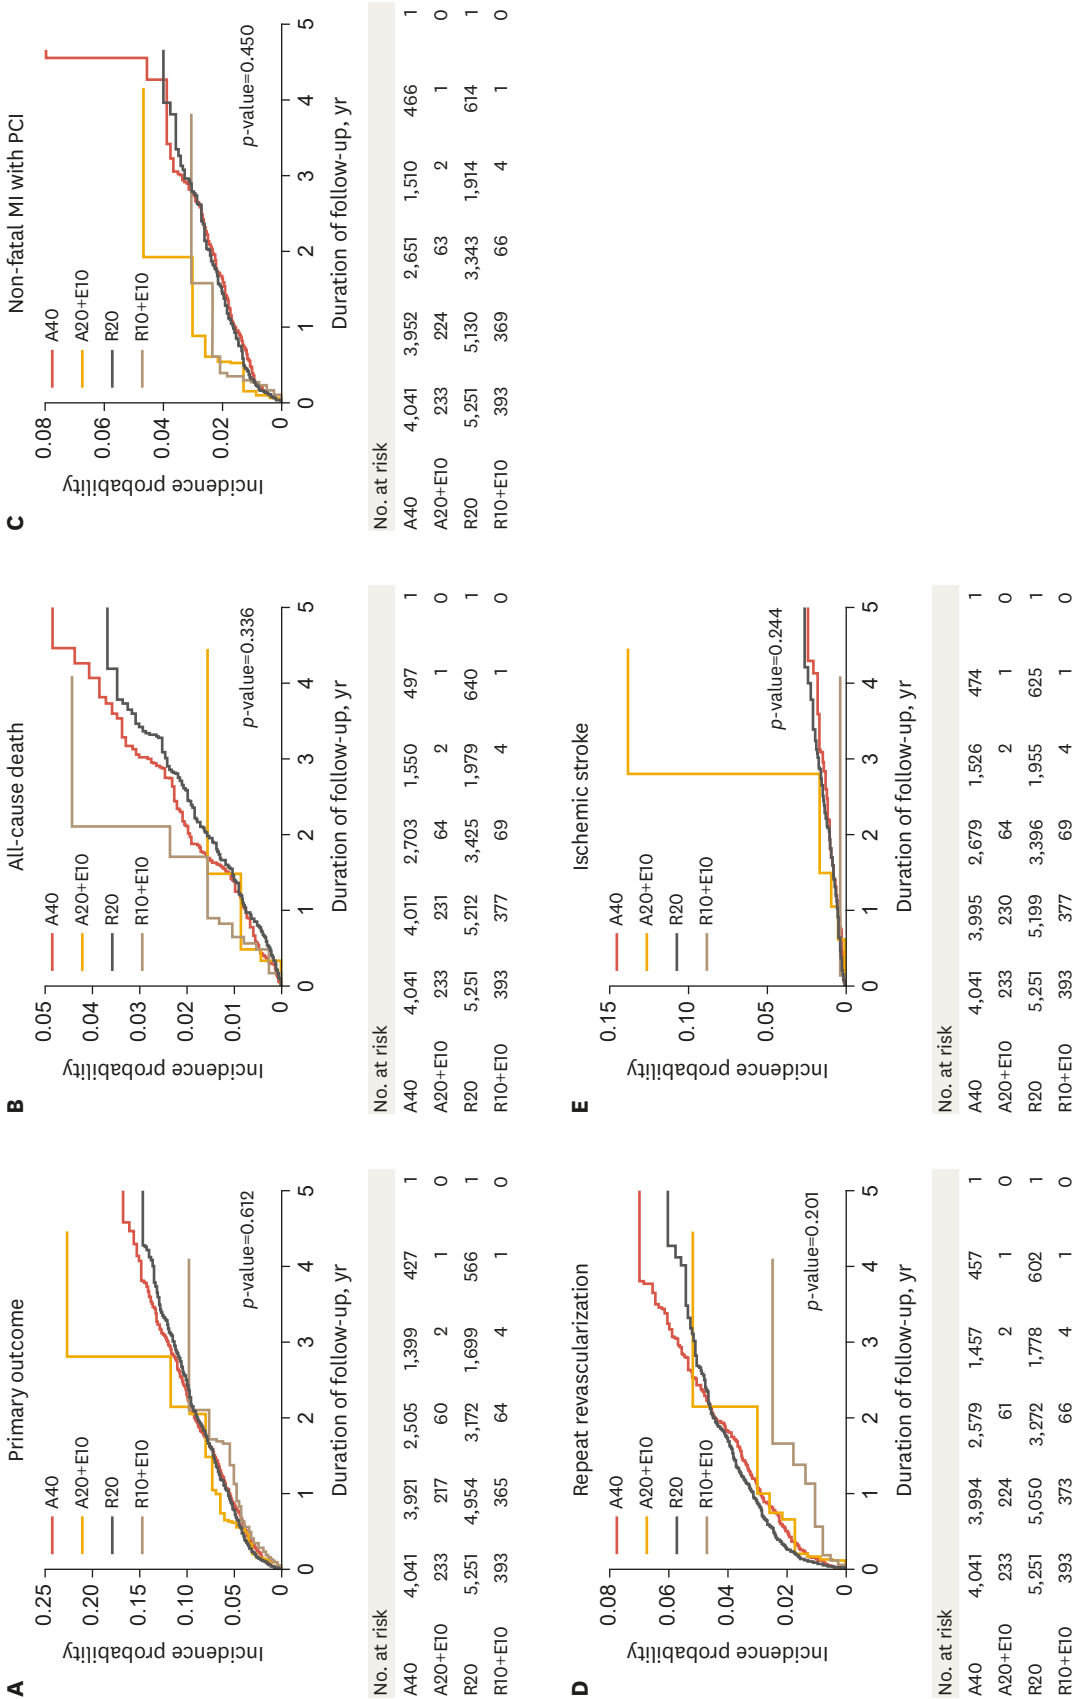 A
Primary outcome
Incidence probability
0.25
0.20
0.15
0.10
0.05
0
A40
A20+E10
R20
R10+E10
p-value=0.612
0 1 2 3 4 5
Duration of follow-up, yr
No. at risk
A40 4,041 3,921 2,505 1,399 427 1
A20+E10 233 217 60 2 1 0
R20 5,251 4,954 3,172 1,699 566 1
R10+E10 393 365 64 4 1 0
B
All-cause death
Incidence probability
0.05
0.04
0.03
0.02
0.01
0
A40
A20+E10
R20
R10+E10
p-value=0.336
0 1 2 3 4 5
Duration of follow-up, yr
No. at risk
A40 4,041 4,011 2,703 1,550 497 1
A20+E10 233 231 64 2 1 0
R20 5,251 5,212 3,425 1,979 640 1
R10+E10 393 377 69 4 1 0
C
Non-fatal MI with PCI
Incidence probability
0.08
0.06
0.04
0.02
0
A40
A20+E10
R20
R10+E10
p-value=0.450
0 1 2 3 4 5
Duration of follow-up, yr
No. at risk
A40 4,041 3,952 2,651 1,510 466 1
A20+E10 233 224 63 2 1 0
R20 5,251 5,130 3,343 1,914 614 1
R10+E10 393 369 66 4 1 0
D
Repeat revascularization
Incidence probability
0.08
0.06
0.04
0.02
0
A40
A20+E10
R20
R10+E10
p-value=0.201
0 1 2 3 4 5
Duration of follow-up, yr
No. at risk
A40 4,041 3,994 2,579 1,457 457 1
A20+E10 233 224 61 2 1 0
R20 5,251 5,050 3,272 1,778 602 1
R10+E10 393 373 66 4 1 0
E
Ischemic stroke
Incidence probability
0.15
0.10
0.05
0
A40
A20+E10
R20
R10+E10
p-value=0.244
0 1 2 3 4 5
Duration of follow-up, yr
No. at risk
A40 4,041 3,995 2,679 1,526 474 1
A20+E10 233 230 64 2 1 0
R20 5,251 5,199 3,396 1,955 625 1
R10+E10 393 377 69 4 1 0